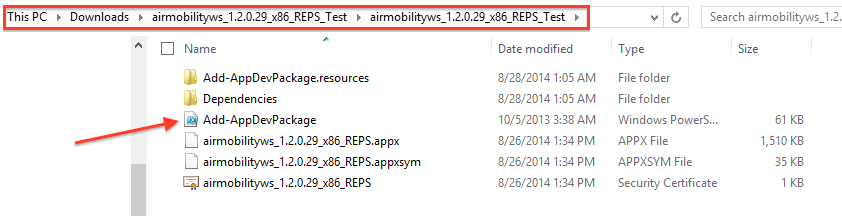 This PC Downloads airmobilityws_1.2.0.29_x86_REPS_Test airmobilityws_1.2.0.29_x86_REPS_Test Search airmobilityws_1.2.
Name Date modified Type Size
Add-AppDevPackage.resources 8/28/2014 1:05 AM File folder
Dependencies 8/28/2014 1:05 AM File folder
Add-AppDevPackage 10/5/2013 3:38 AM Windows PowerS... 61 KB
airmobilityws_1.2.0.29_x86_REPS.appx 8/26/2014 1:34 PM APPX File 1,510 KB
airmobilityws_1.2.0.29_x86_REPS.appxsym 8/26/2014 1:34 PM APPXSYM File 35 KB
airmobilityws_1.2.0.29_x86_REPS 8/26/2014 1:34 PM Security Certificate 1 KB